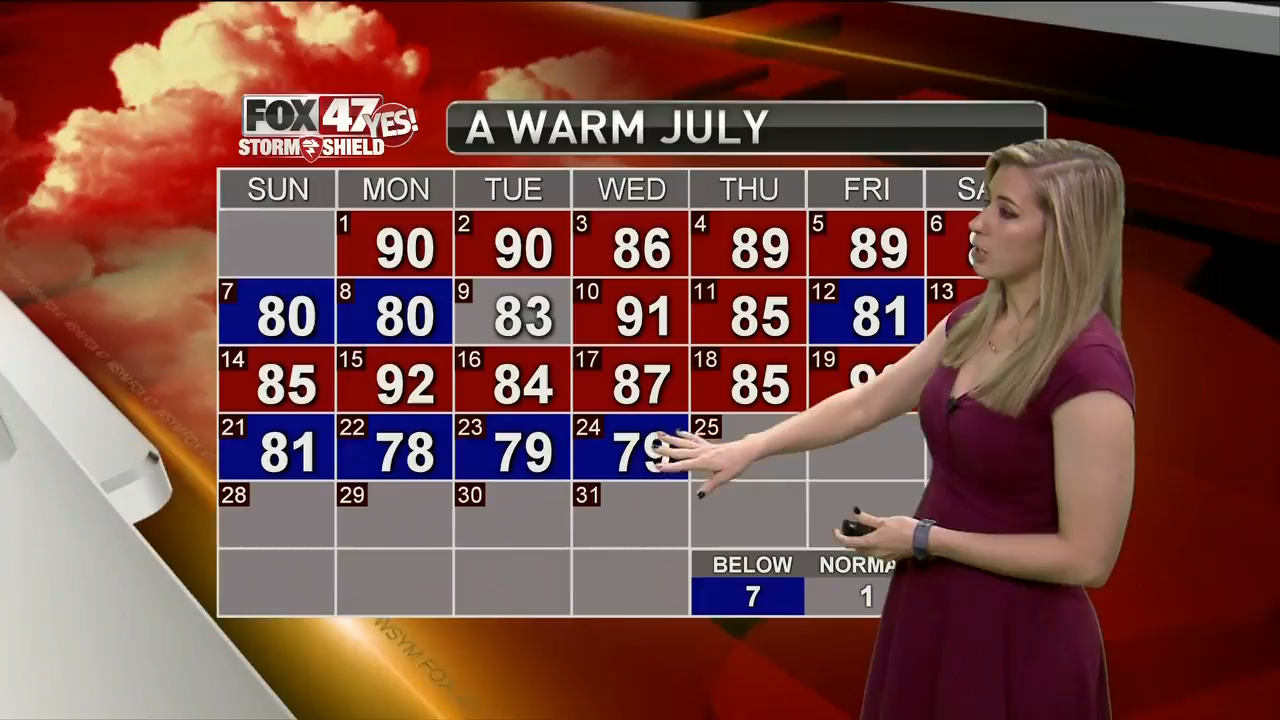 FOX 47 YES!
STORM SHIELD
A WARM JULY
SUN MON TUE WED THU FRI
1 90 2 90 3 86 4 89 5 89 6
7 80 8 80 9 83 10 91 11 85 12 81 13
14 85 15 92 16 84 17 87 18 85 19
21 81 22 78 23 79 24 79 25
28 29 30 31
BELOW
7 1
WSYM FOX